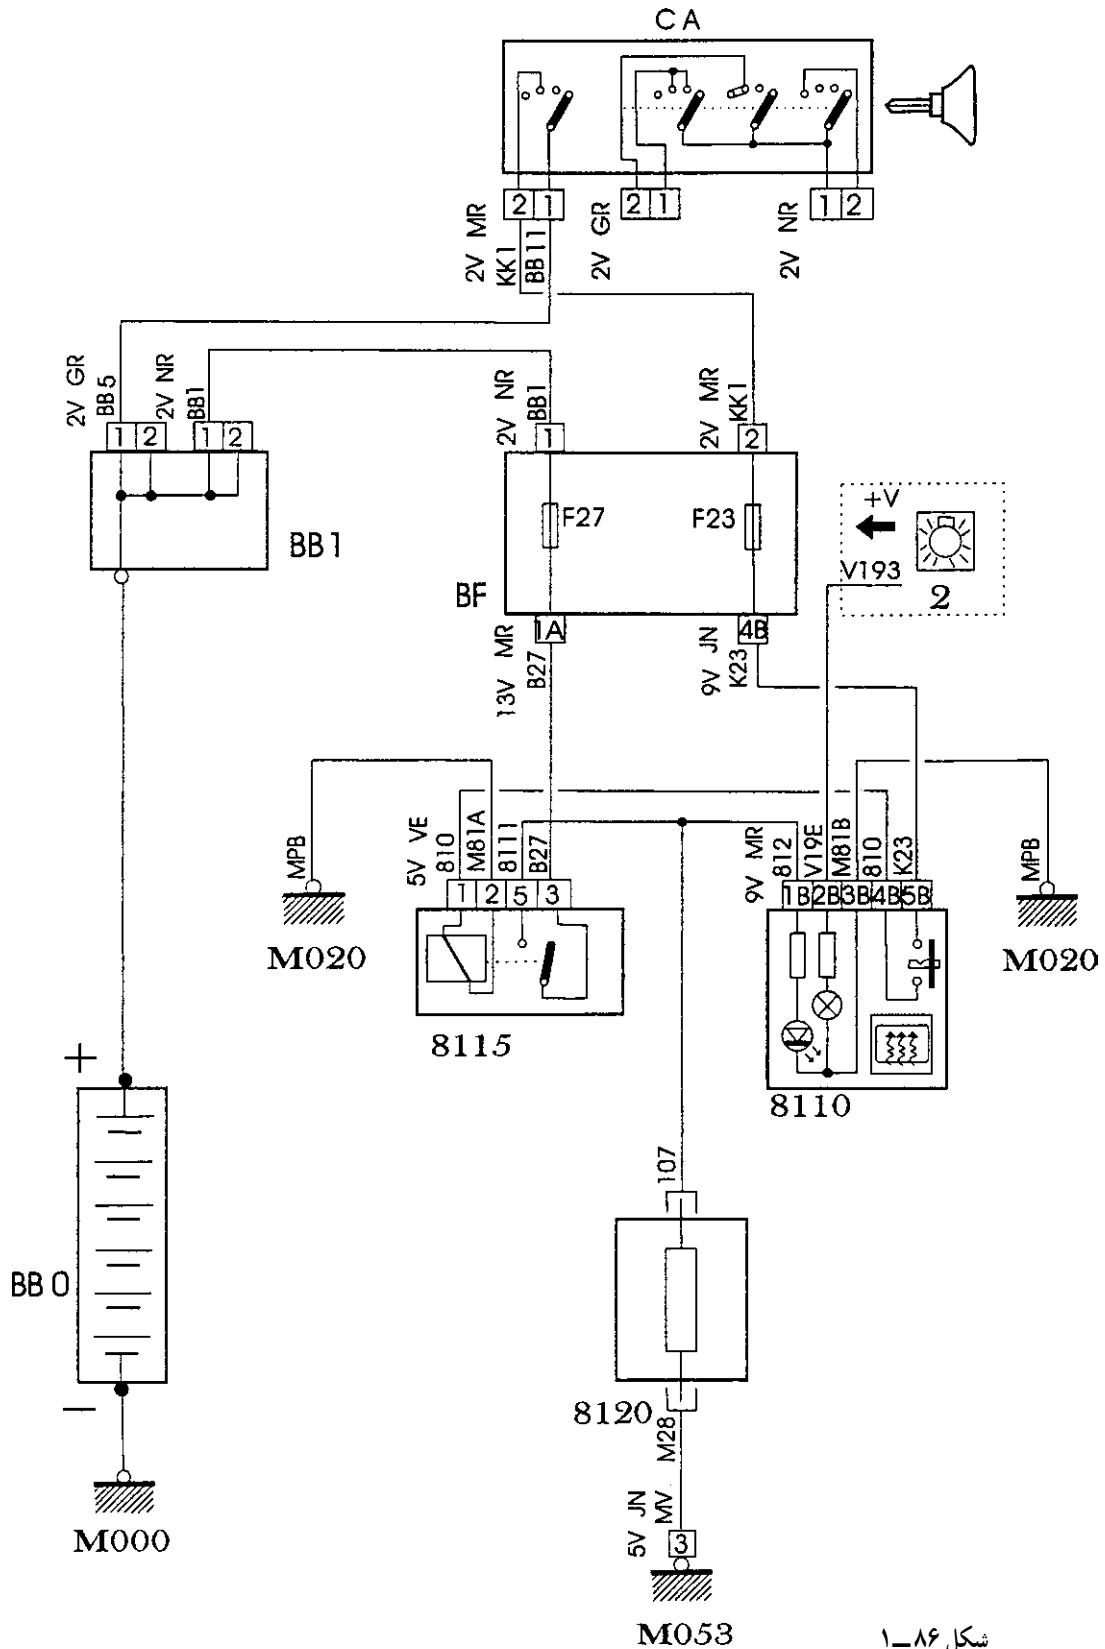 CA
2 1
2 1
1 2
2V MR
KK1
BB11
2V GR
2V NR
2V GR
BB5
2V NR
BB1
2V NR
BB1
2V MR
KK1
1 2
1 2
1
2
BB1
F27
F23
BF
+V
V193
2
1A
4B
13V MR
B27
9V JN
K23
MPB
5V VE
810
M81A
8111
B27
9V MR
812
V19E
M81B
810
K23
MPB
1 2 5 3
1B 2B 3B 4B 5B
M020
M020
8115
8110
+
107
BB0
8120
–
M28
5V JN
MV
3
M000
M053
شکل ۸۶–۱